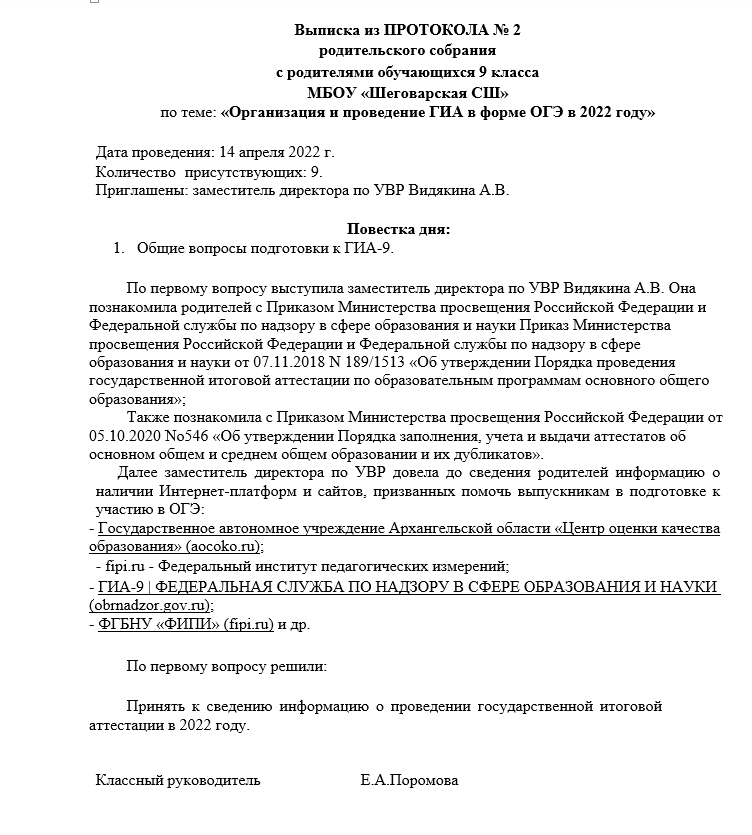 Выписка из ПРОТОКОЛА № 2
родительского собрания
с родителями обучающихся 9 класса
МБОУ «Шеговарская СШ»
по теме: «Организация и проведение ГИА в форме ОГЭ в 2022 году»
Дата проведения: 14 апреля 2022 г.
Количество присутствующих: 9.
Приглашены: заместитель директора по УВР Видякина А.В.
Повестка дня:
1. Общие вопросы подготовки к ГИА-9.
По первому вопросу выступила заместитель директора по УВР Видякина А.В. Она
познакомила родителей с Приказом Министерства просвещения Российской Федерации и
Федеральной службы по надзору в сфере образования и науки Приказ Министерства
просвещения Российской Федерации и Федеральной службы по надзору в сфере
образования и науки от 07.11.2018 N 189/1513 «Об утверждении Порядка проведения
государственной итоговой аттестации по образовательным программам основного общего
образования»;
Также познакомила с Приказом Министерства просвещения Российской Федерации от
05.10.2020 No546 «Об утверждении Порядка заполнения, учета и выдачи аттестатов об
основном общем и среднем общем образовании и их дубликатов».
Далее заместитель директора по УВР довела до сведения родителей информацию о
наличии Интернет-платформ и сайтов, призванных помочь выпускникам в подготовке к
участию в ОГЭ:
- Государственное автономное учреждение Архангельской области «Центр оценки качества
образования» (aocoko.ru);
- fipi.ru - Федеральный институт педагогических измерений;
- ГИА-9 | ФЕДЕРАЛЬНАЯ СЛУЖБА ПО НАДЗОРУ В СФЕРЕ ОБРАЗОВАНИЯ И НАУКИ
(obrnadzor.gov.ru);
- ФГБНУ «ФИПИ» (fipi.ru) и др.
По первому вопросу решили:
Принять к сведению информацию о проведении государственной итоговой
аттестации в 2022 году.
Классный руководитель Е.А.Поромова